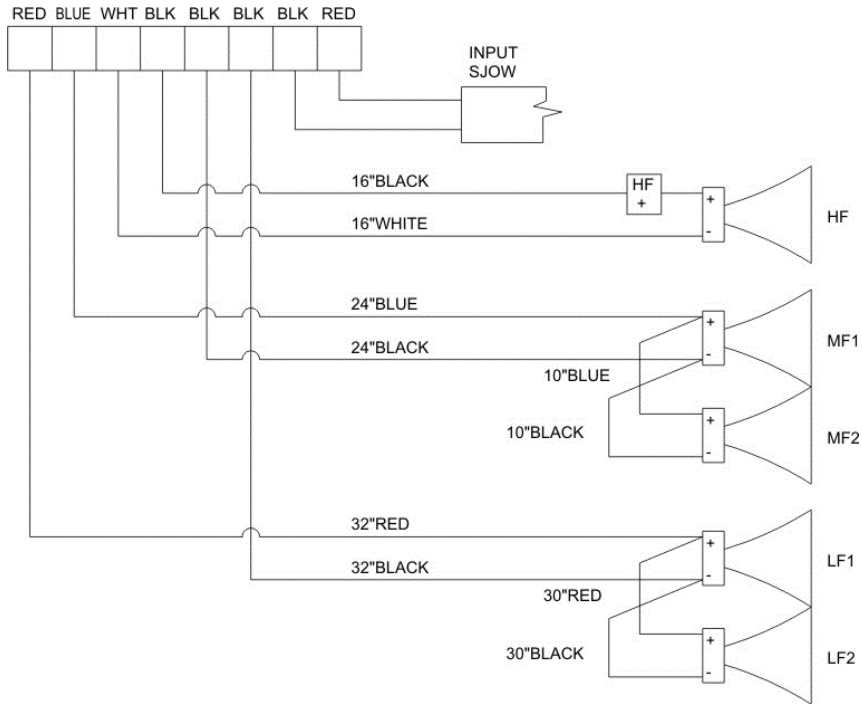 RED BLUE WHT BLK BLK BLK BLK RED
INPUT
SJOW
16"BLACK
HF
+
+
-
HF
16"WHITE
24"BLUE
+
-
MF1
24"BLACK
10"BLUE
10"BLACK
+
-
MF2
32"RED
+
-
LF1
32"BLACK
30"RED
30"BLACK
+
-
LF2